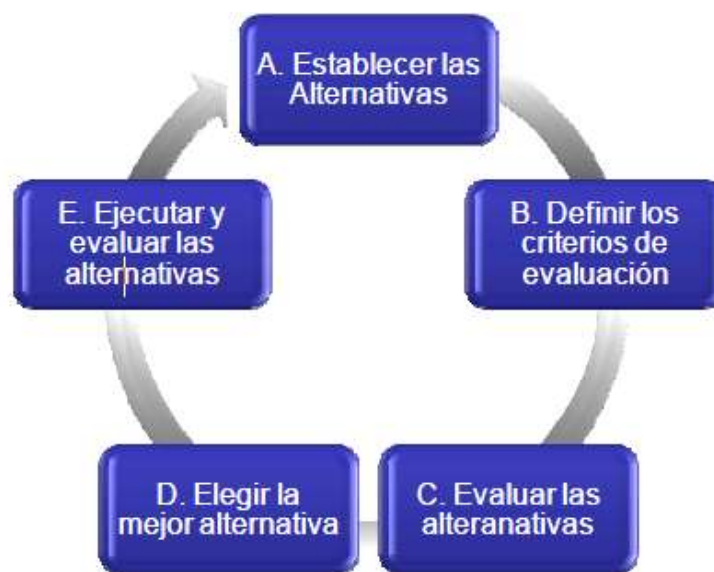 A. Establecer las
Alternativas
B. Definir los
criterios de
evaluación
C. Evaluar las
alteranativas
D. Elegir la
mejor alternativa
E. Ejecutar y
evaluar las
alternativas